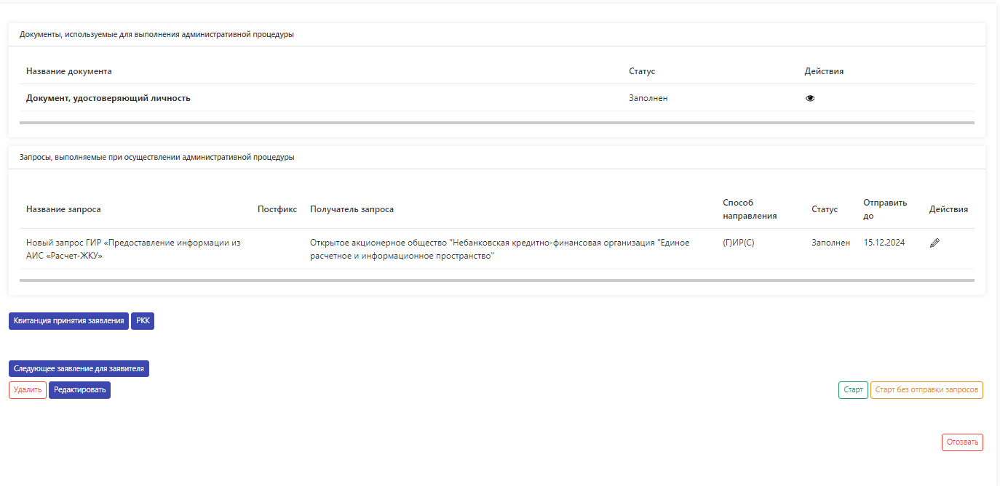 Документы, используемые для выполнения административной процедуры
Название документа Статус Действия
Документ, удостоверяющий личность Заполнен
Запросы, выполняемые при осуществлении административной процедуры
Название запроса Постфикс Получатель запроса Способ направления Статус Отправить до Действия
Новый запрос ГИР «Предоставление информации из Открытое акционерное общество "Небанковская кредитно-финансовая организация "Единое (Г)ИР(С) Заполнен 15.12.2024
АИС «Расчет-ЖКУ» расчетное и информационное пространство"
Квитанция принятия заявления РКК
Следующее заявление для заявителя
Удалить Редактировать Старт Старт без отправки запросов
Отозвать